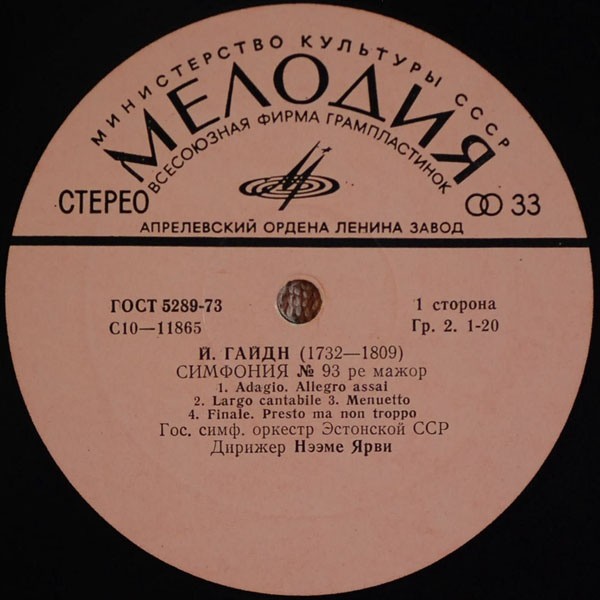 МИНИСТЕРСТВО КУЛЬТУРЫ СССР
МЕЛОДИЯ
ВСЕСОЮЗНАЯ ФИРМА ГРАМПЛАСТИНОК
СТЕРЕО 33
АПРЕЛЕВСКИЙ ОРДЕНА ЛЕНИНА ЗАВОД
ГОСТ 5289-73 1 сторона
С10—11865 Гр. 2. 1-20
Й. ГАЙДН (1732—1809)
СИМФОНИЯ № 93 ре мажор
1. Adagio. Allegro assai
2. Largo cantabile 3. Menuetto
4. Finale. Presto ma non troppo
Гос. симф. оркестр Эстонской ССР
Дирижер Нээме Ярви